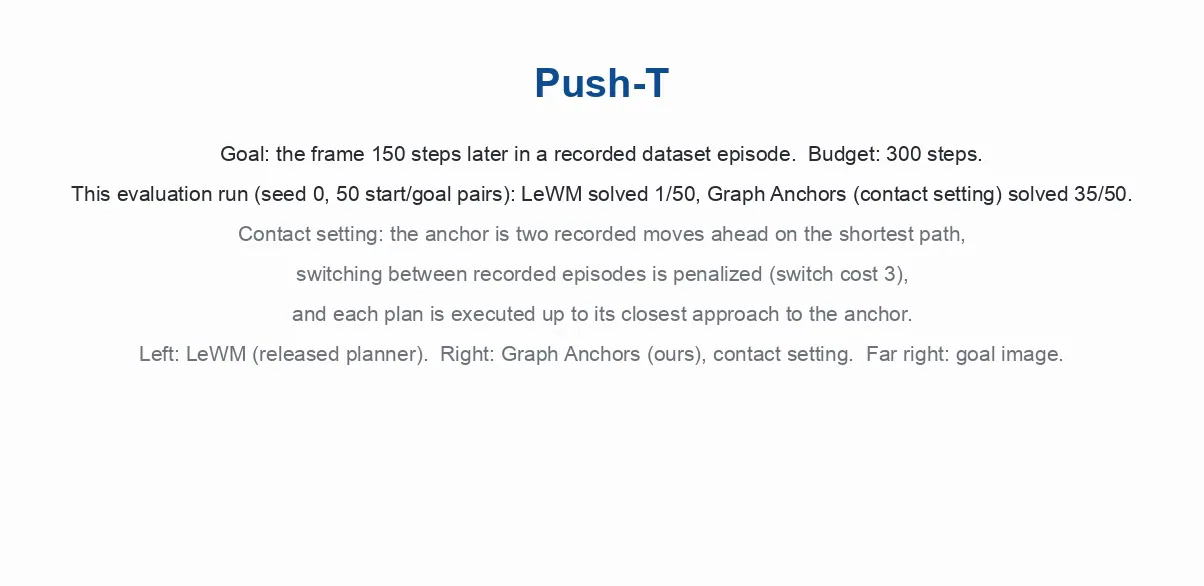 Push-T
Goal: the frame 150 steps later in a recorded dataset episode.  Budget: 300 steps.
This evaluation run (seed 0, 50 start/goal pairs): LeWM solved 1/50, Graph Anchors (contact setting) solved 35/50.
Contact setting: the anchor is two recorded moves ahead on the shortest path,
switching between recorded episodes is penalized (switch cost 3),
and each plan is executed up to its closest approach to the anchor.
Left: LeWM (released planner).  Right: Graph Anchors (ours), contact setting.  Far right: goal image.